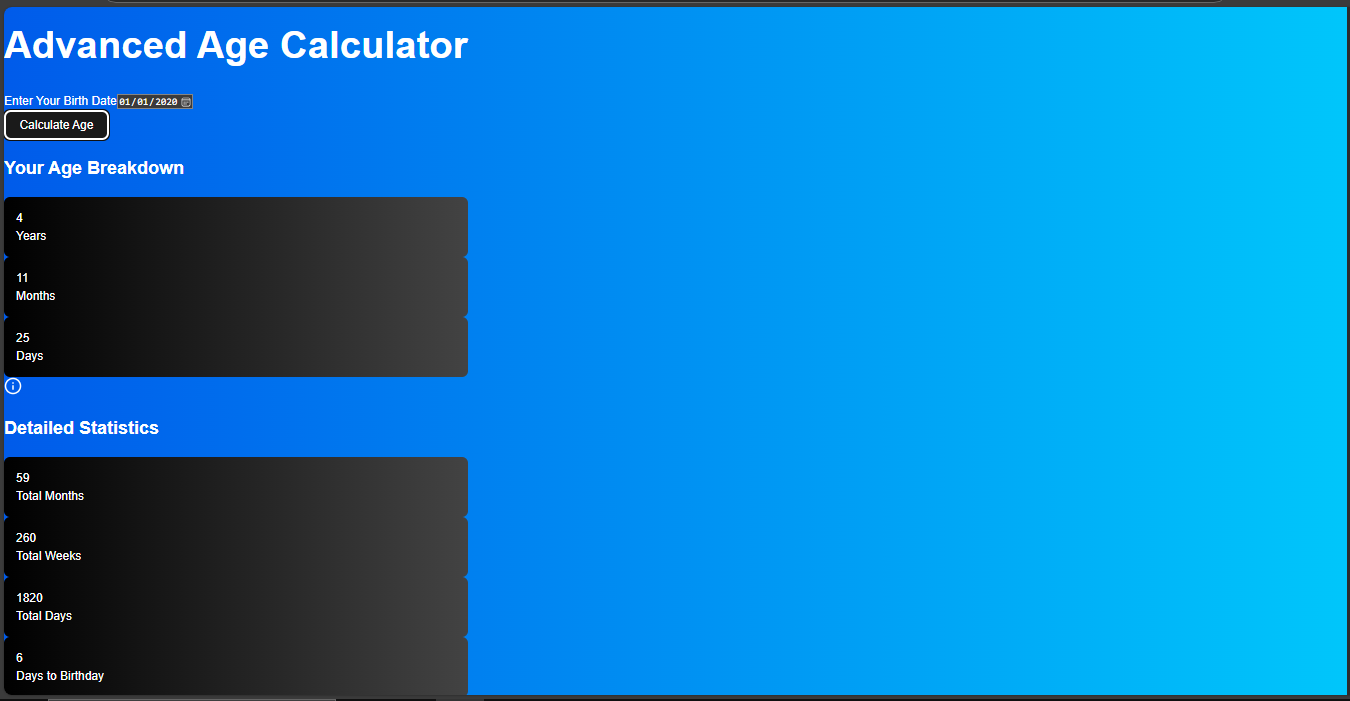 Advanced Age Calculator
Enter Your Birth Date 01/01/2020
Calculate Age
Your Age Breakdown
4
Years
11
Months
25
Days
Detailed Statistics
59
Total Months
260
Total Weeks
1820
Total Days
6
Days to Birthday